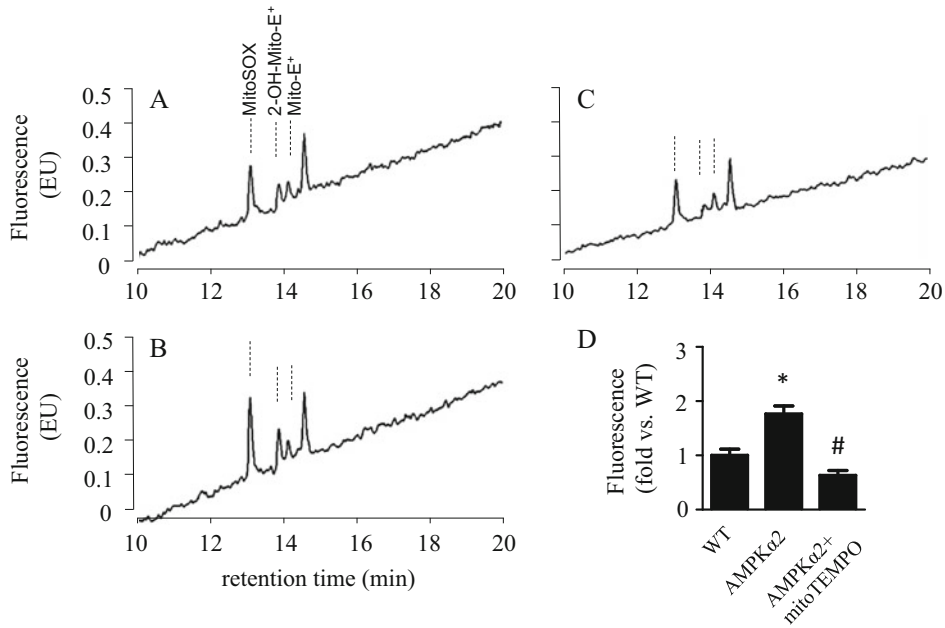 MitoSOX
2-OH-Mito-E+
Mito-E+
A
0.5
0.4
0.3
0.2
0.1
0
Fluorescence
(EU)
10 12 14 16 18 20
C
10 12 14 16 18 20
B
0.5
0.4
0.3
0.2
0.1
0
Fluorescence
(EU)
10 12 14 16 18 20
retention time (min)
D
Fluorescence
(fold vs. WT)
3
2
1
0
*
#
WT
AMPKα2
AMPKα2+
mitoTEMPO